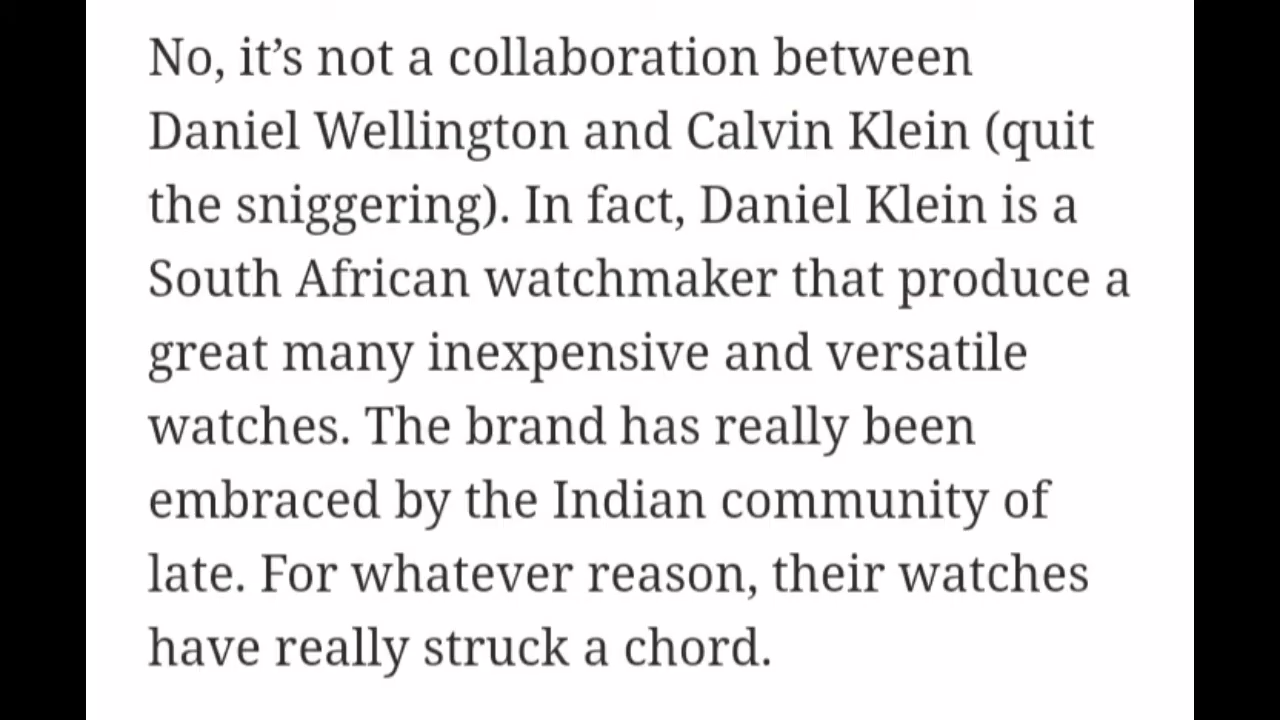 No, it’s not a collaboration between
Daniel Wellington and Calvin Klein (quit
the sniggering). In fact, Daniel Klein is a
South African watchmaker that produce a
great many inexpensive and versatile
watches. The brand has really been
embraced by the Indian community of
late. For whatever reason, their watches
have really struck a chord.